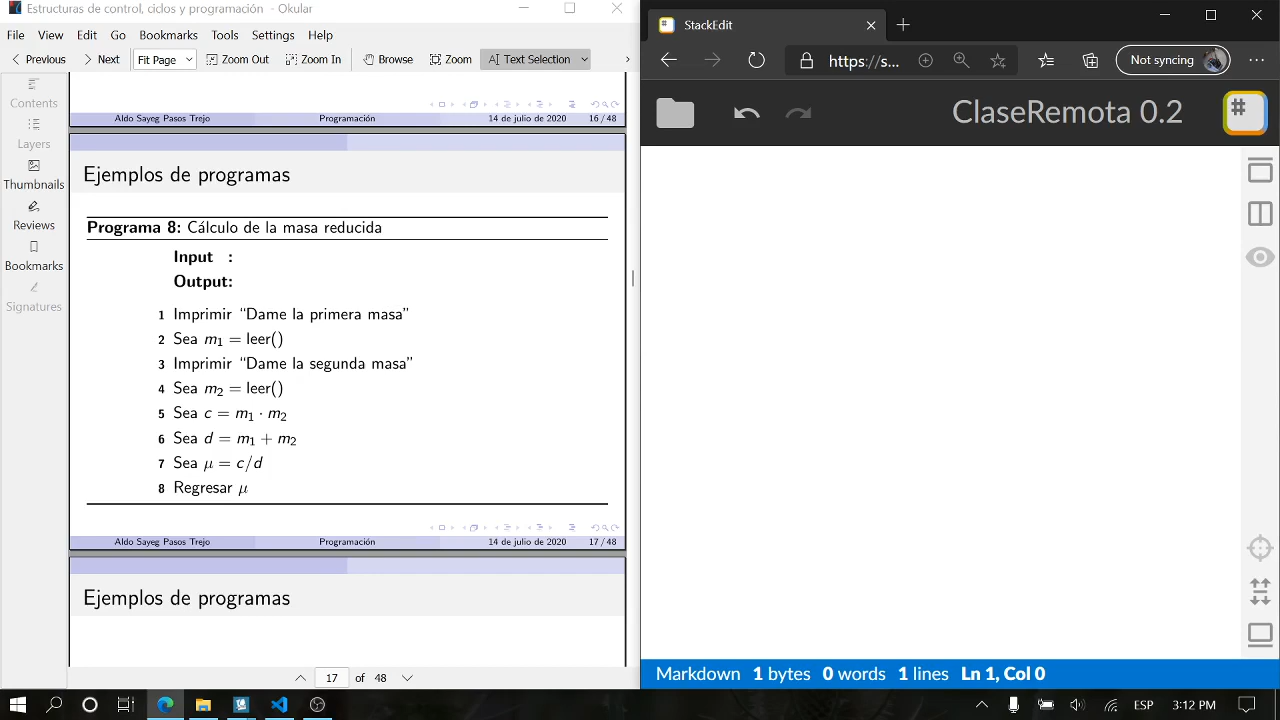 Estructuras de control, ciclos y programación - Okular
File View Edit Go Bookmarks Tools Settings Help
Previous Next Fit Page Zoom Out Zoom In Browse Zoom Text Selection
Contents
Layers
Thumbnails
Reviews
Bookmarks
Signatures
Aldo Sayeg Pasos Trejo Programación 14 de julio de 2020 16 / 48
Ejemplos de programas
Programa 8: Cálculo de la masa reducida
Input :
Output:
1 Imprimir “Dame la primera masa”
2 Sea m₁ = leer()
3 Imprimir “Dame la segunda masa”
4 Sea m₂ = leer()
5 Sea c = m₁ · m₂
6 Sea d = m₁ + m₂
7 Sea μ = c/d
8 Regresar μ
Aldo Sayeg Pasos Trejo Programación 14 de julio de 2020 17 / 48
Ejemplos de programas
17 of 48
StackEdit
https://s... Not syncing
ClaseRemota 0.2
Markdown 1 bytes 0 words 1 lines Ln 1, Col 0
ESP 3:12 PM